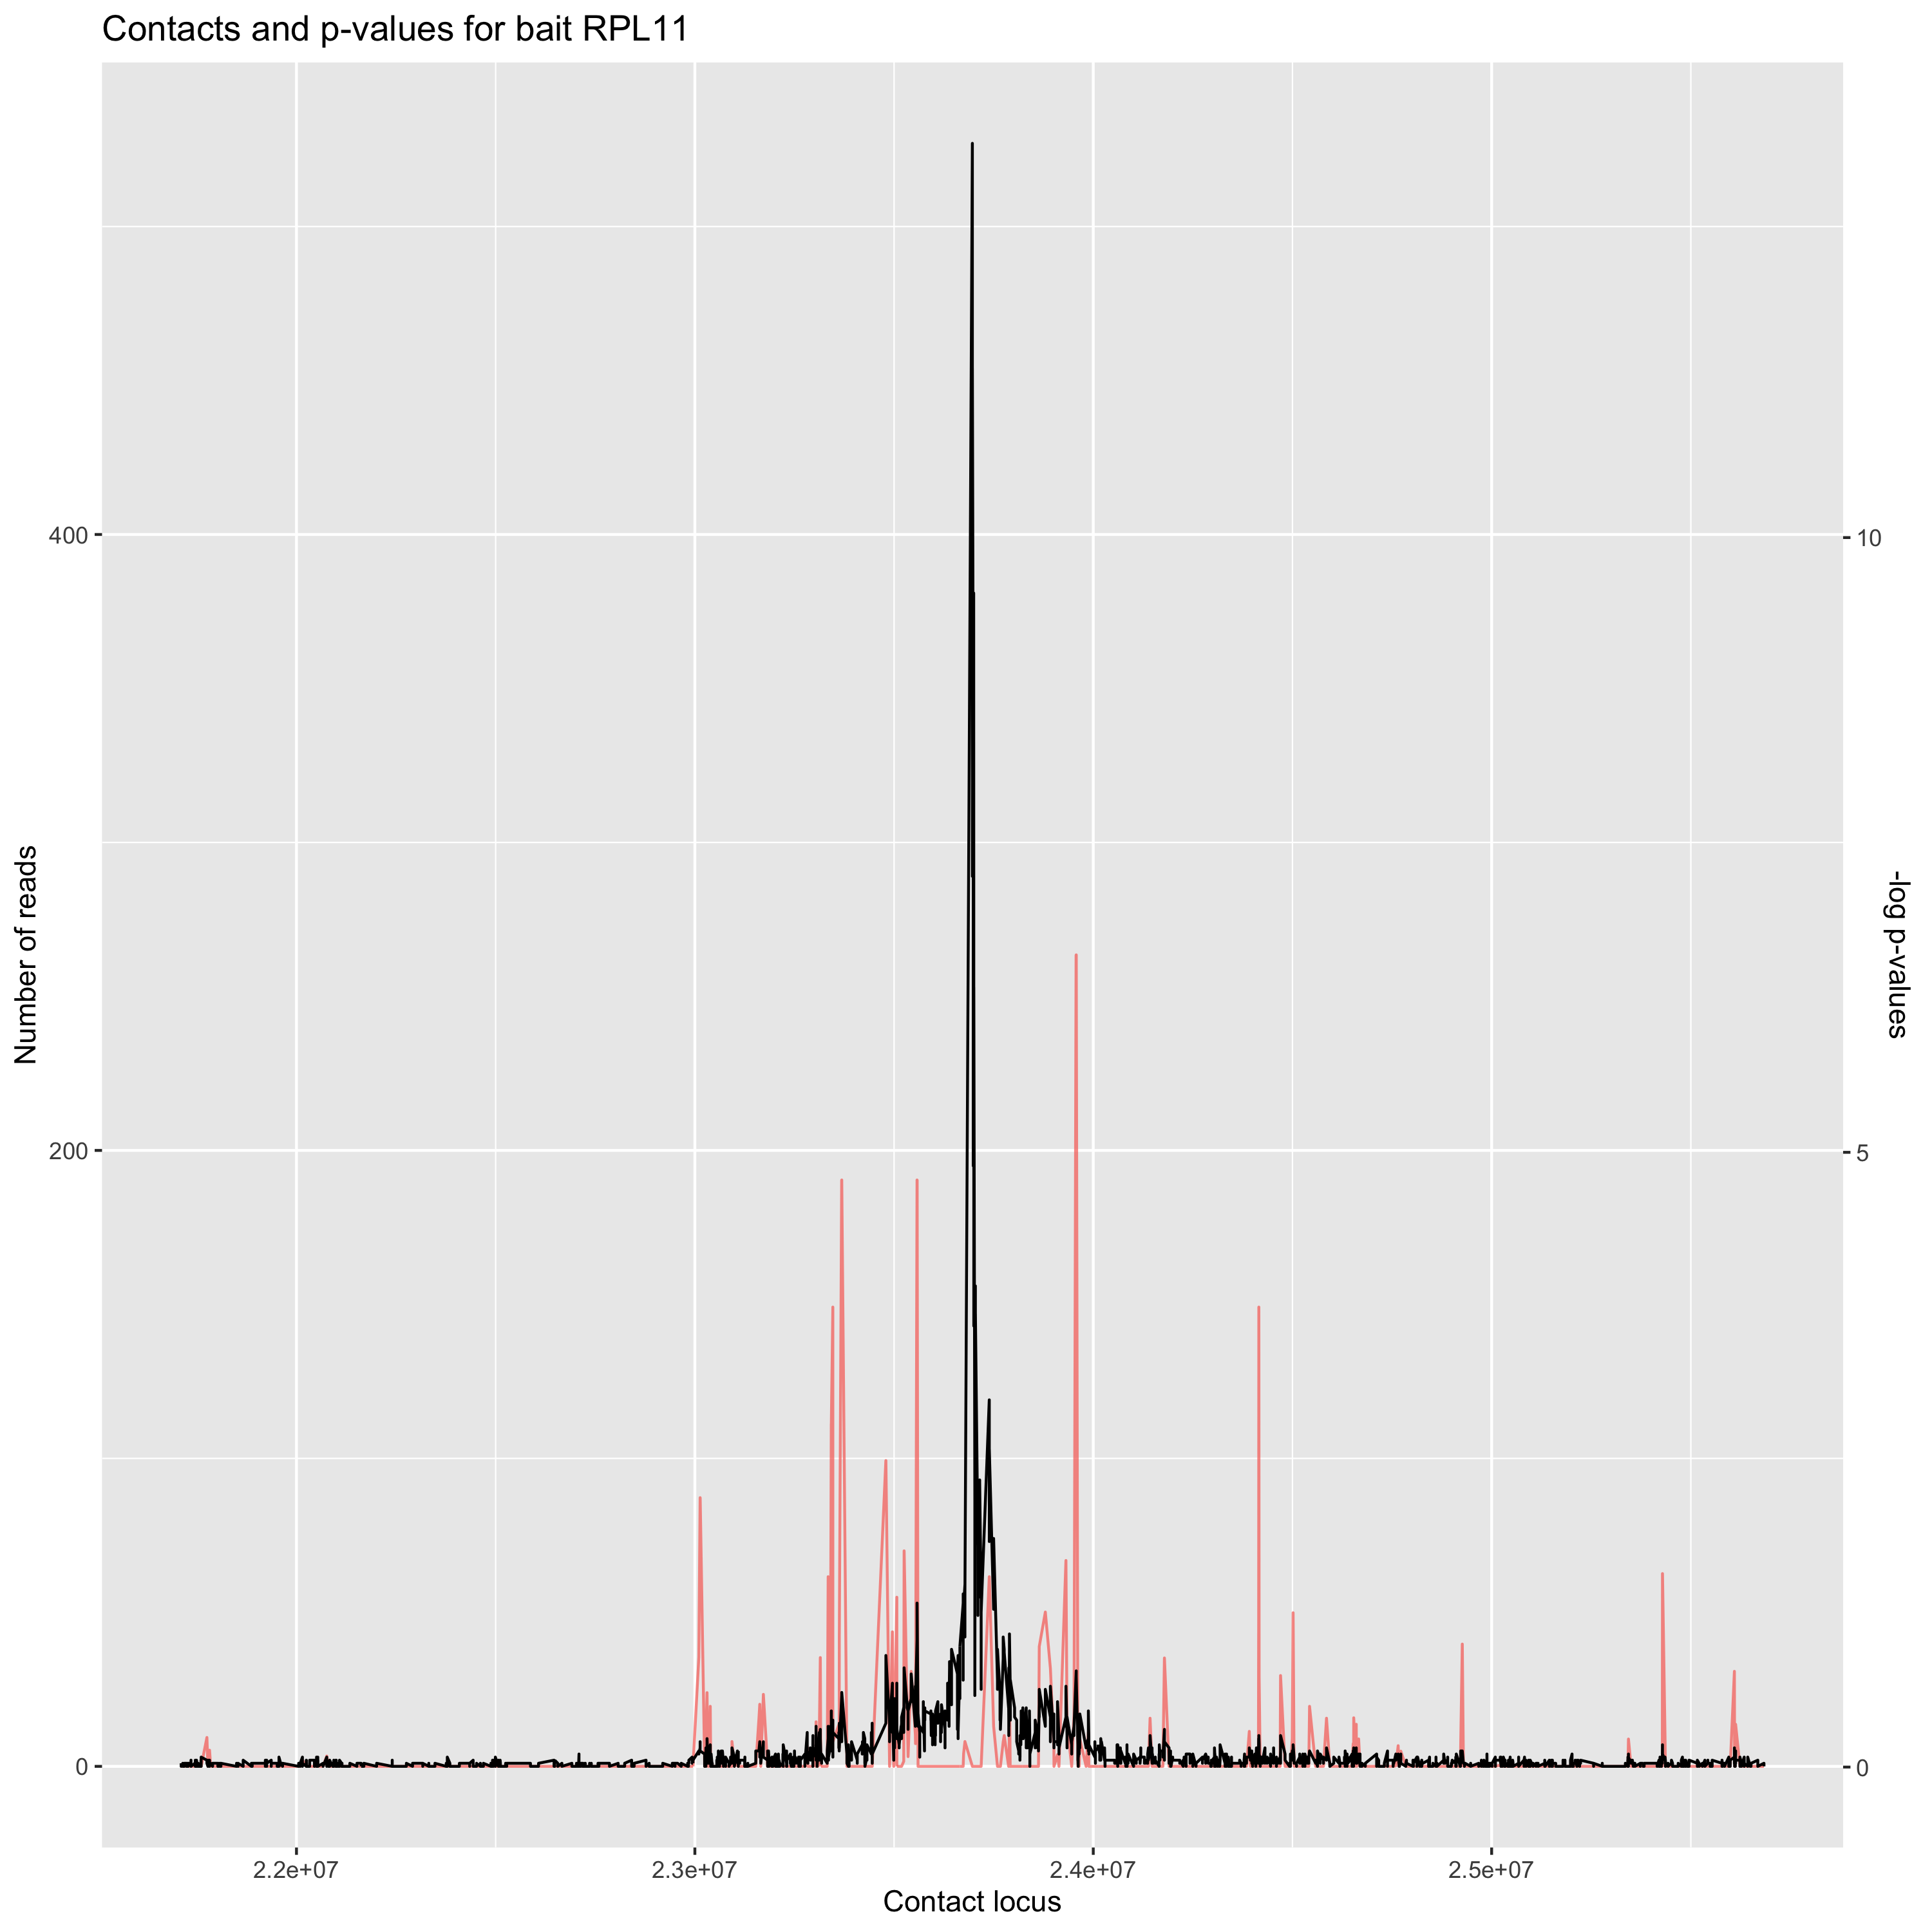 Contacts and p-values for bait RPL11
Number of reads
400
200
0
10
5
0
-log p-values
2.2e+07
2.3e+07
2.4e+07
2.5e+07
Contact locus